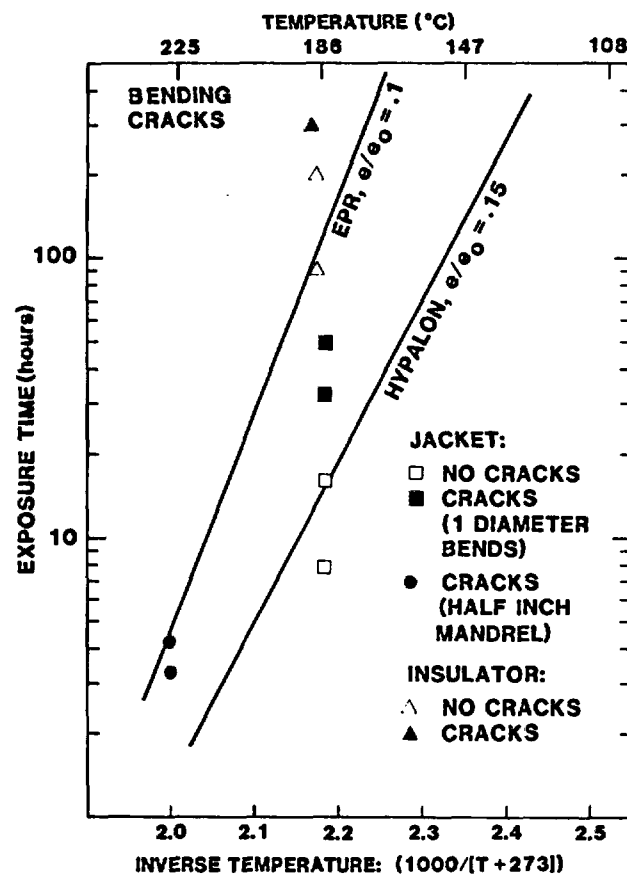 TEMPERATURE (°C)
225 186 147 108
BENDING
CRACKS
EPR, e/e0 = .1
HYPALON, e/e0 = .15
100
10
EXPOSURE TIME (hours)
JACKET:
□ NO CRACKS
■ CRACKS
(1 DIAMETER
BENDS)
● CRACKS
(HALF INCH
MANDREL)
INSULATOR:
△ NO CRACKS
▲ CRACKS
2.0 2.1 2.2 2.3 2.4 2.5
INVERSE TEMPERATURE: (1000/[T +273])